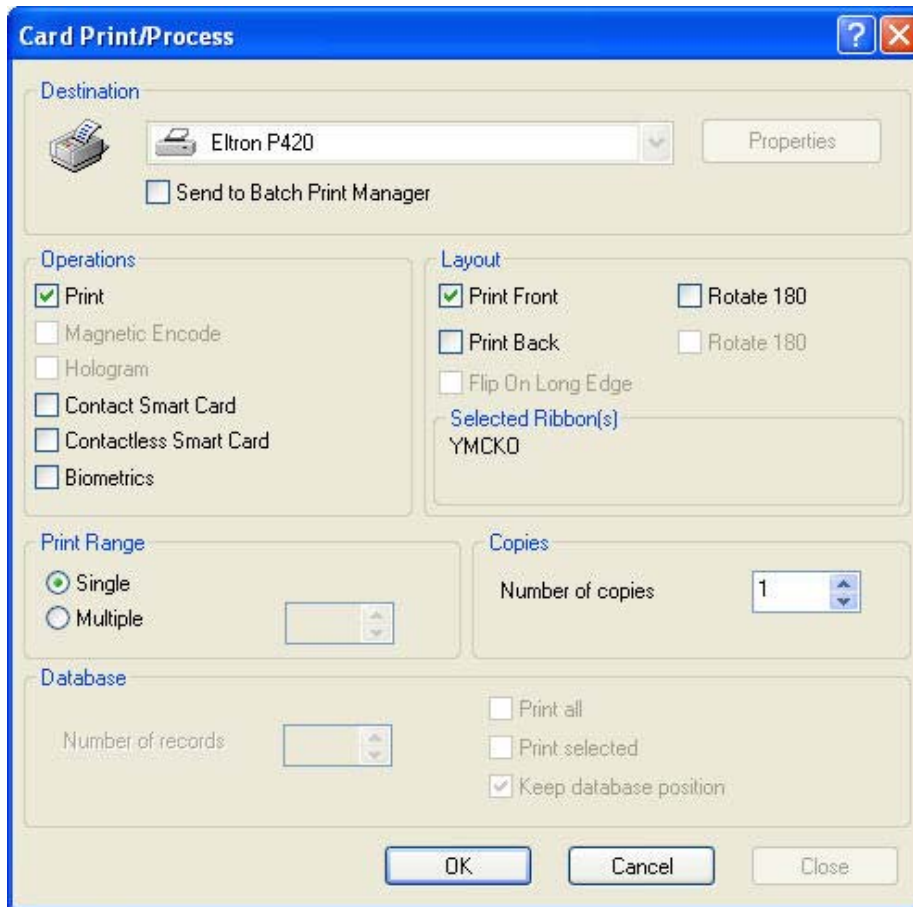 Card Print/Process
Destination
Eltron P420
Properties
Send to Batch Print Manager
Operations
Print
Magnetic Encode
Hologram
Contact Smart Card
Contactless Smart Card
Biometrics
Layout
Print Front Rotate 180
Print Back Rotate 180
Flip On Long Edge
Selected Ribbon(s)
YMCKO
Print Range
Single
Multiple
Copies
Number of copies 1
Database
Number of records
Print all
Print selected
Keep database position
OK Cancel Close